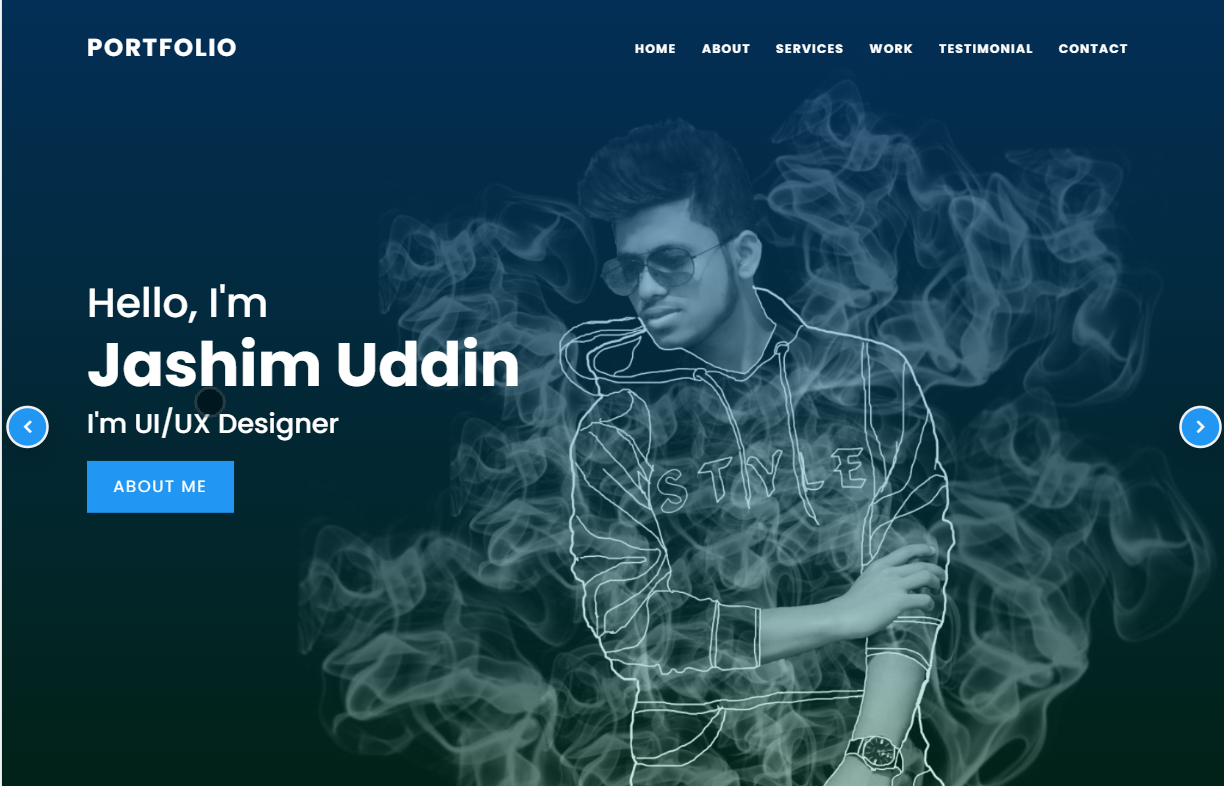 PORTFOLIO
HOME ABOUT SERVICES WORK TESTIMONIAL CONTACT
Hello, I'm
Jashim Uddin
I'm UI/UX Designer
ABOUT ME
STYLE